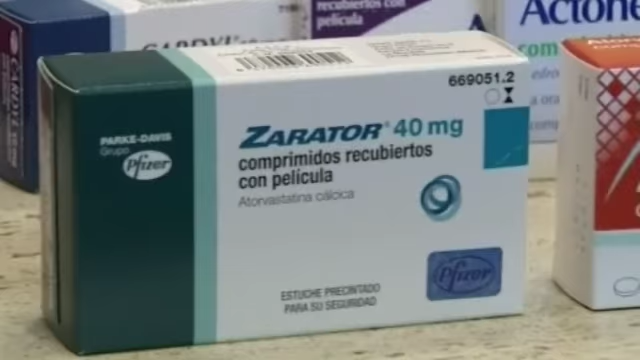 recubiertos con
película
Actone
com
CARDYL
669051.2
PARKE-DAVIS
Grupo
Pfizer
ZARATOR® 40 mg
comprimidos recubiertos
con película
Atorvastatina cálcica
Pfizer
ESTUCHE PRECINTADO
PARA SU SEGURIDAD